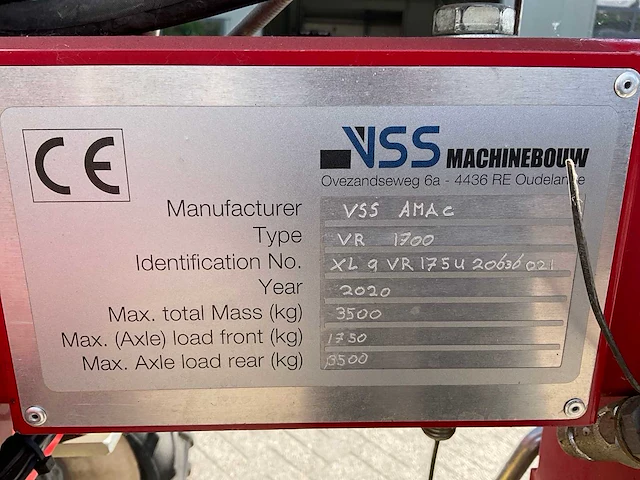 CE
VSS MACHINEBOUW
Ovezandseweg 6a - 4436 RE Oudelande
Manufacturer VSS AMAC
Type VR 1700
Identification No. XL9VR175U20636021
Year 2020
Max. total Mass (kg) 3500
Max. (Axle) load front (kg) 1750
Max. Axle load rear (kg) 3500